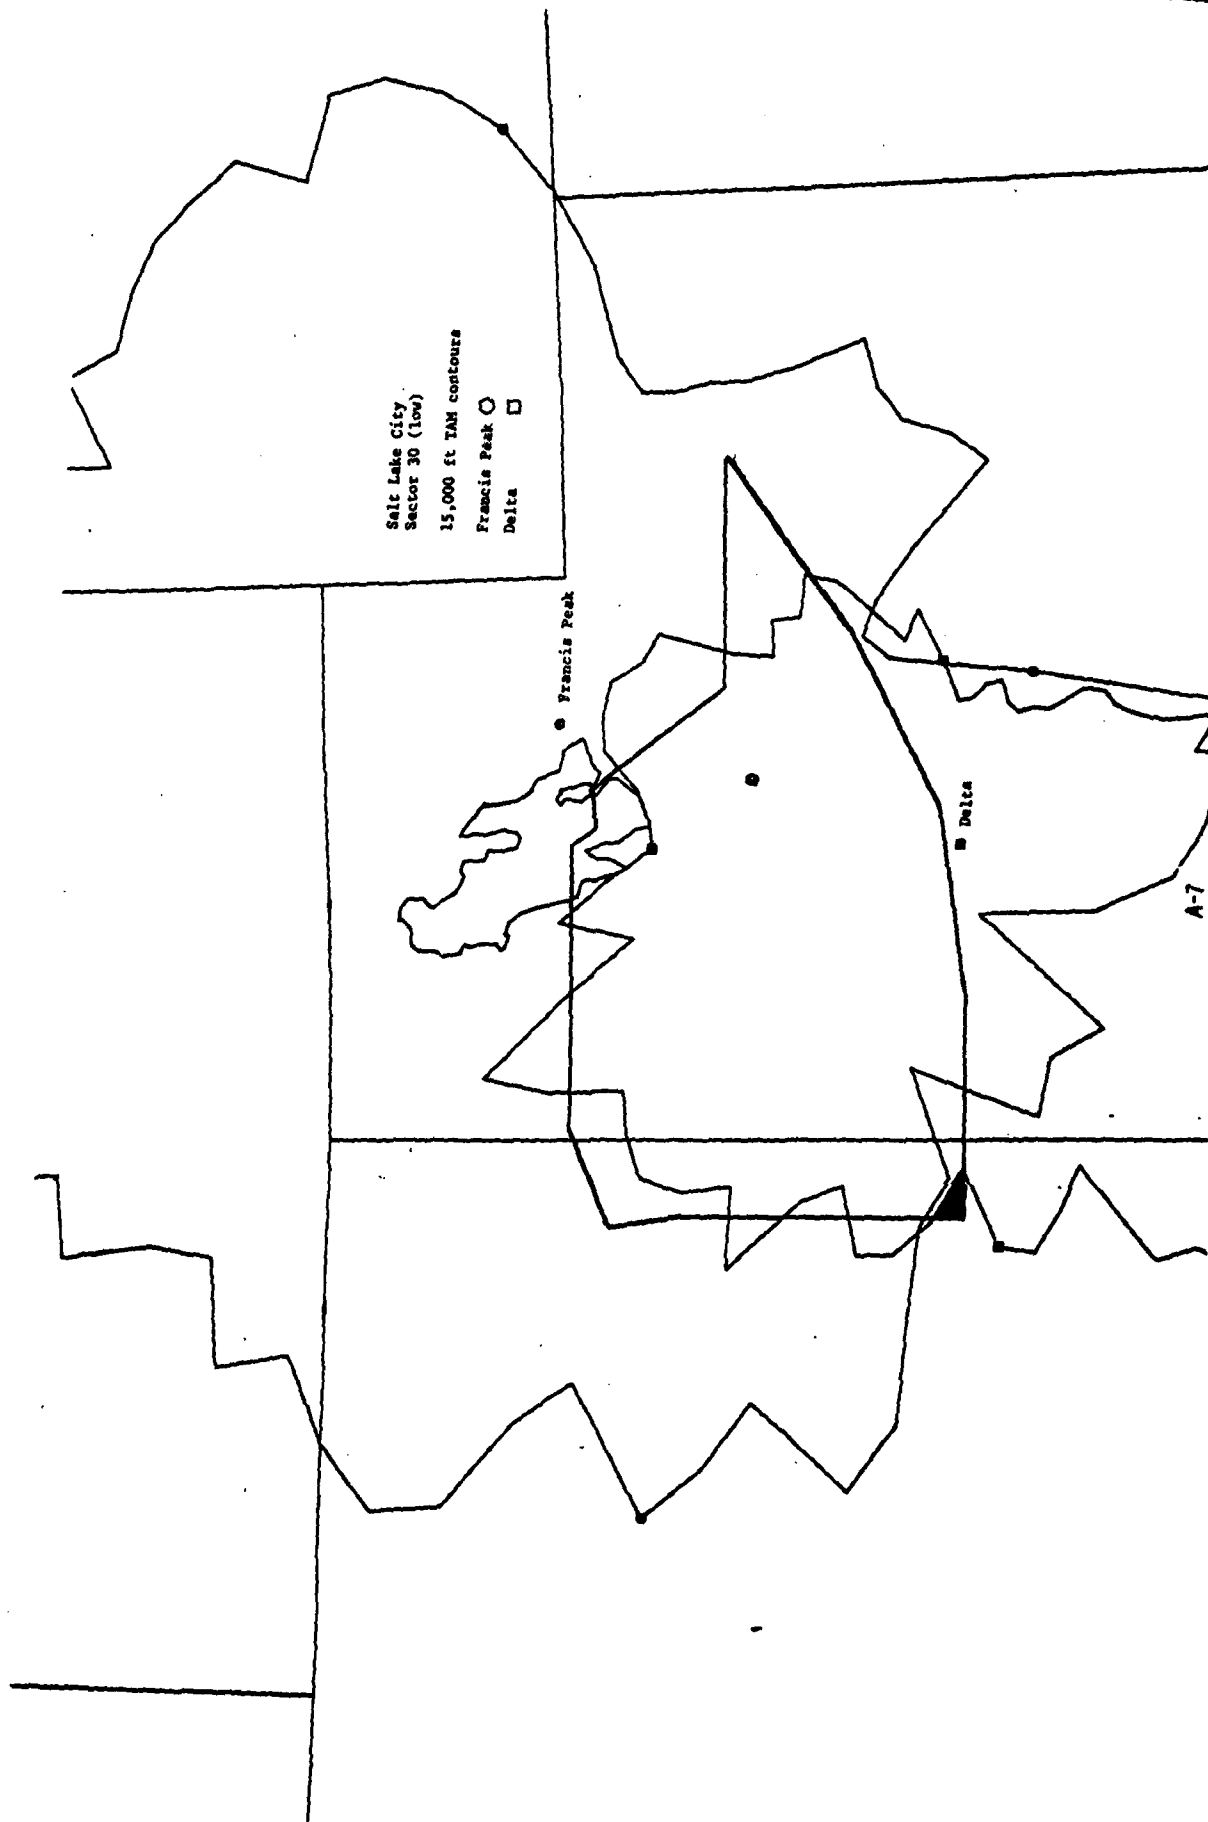 Salt Lake City
Sector 30 (low)
15,000 ft TAM contours
Francis Peak
Delta
Francis Peak
Delta
A-7